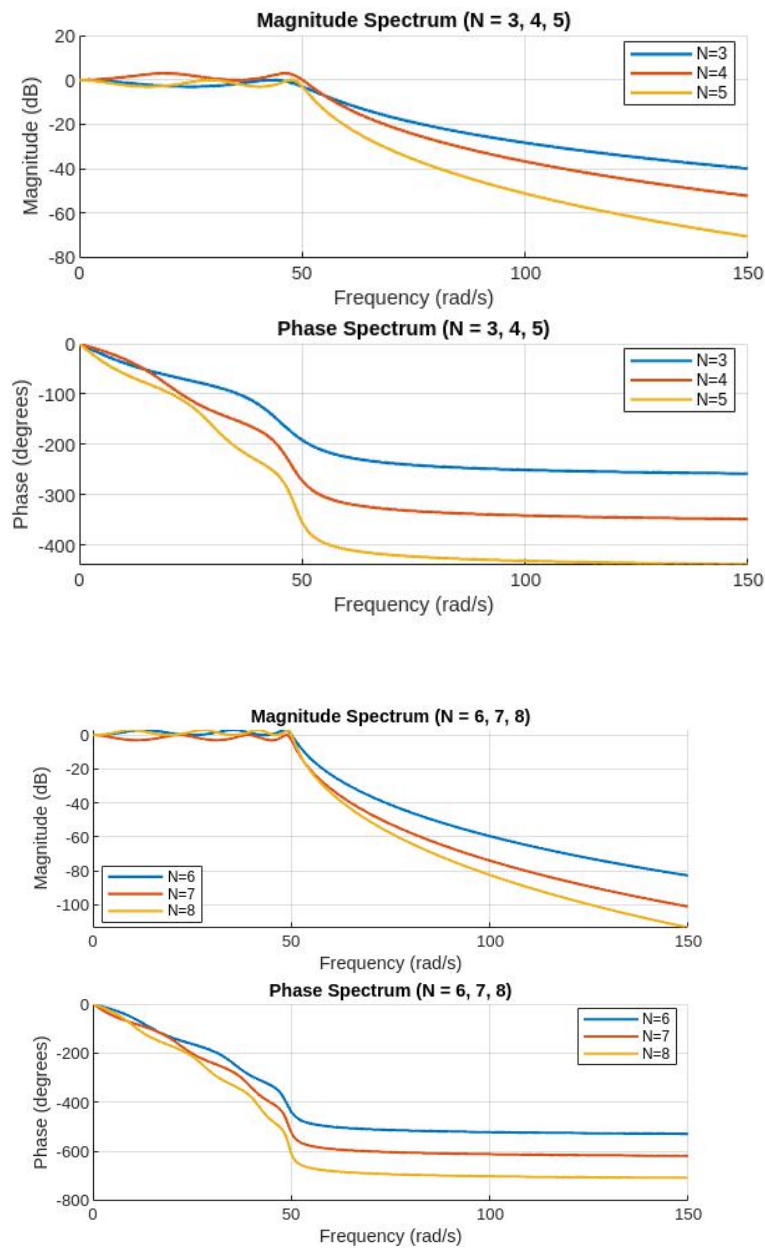 Magnitude Spectrum (N = 3, 4, 5)
20
0
-20
-40
-60
-80
Magnitude (dB)
N=3
N=4
N=5
0 50 100 150
Frequency (rad/s)
Phase Spectrum (N = 3, 4, 5)
0
-100
-200
-300
-400
Phase (degrees)
N=3
N=4
N=5
0 50 100 150
Frequency (rad/s)
Magnitude Spectrum (N = 6, 7, 8)
0
-20
-40
-60
-80
-100
Magnitude (dB)
N=6
N=7
N=8
0 50 100 150
Frequency (rad/s)
Phase Spectrum (N = 6, 7, 8)
0
-200
-400
-600
-800
Phase (degrees)
N=6
N=7
N=8
0 50 100 150
Frequency (rad/s)